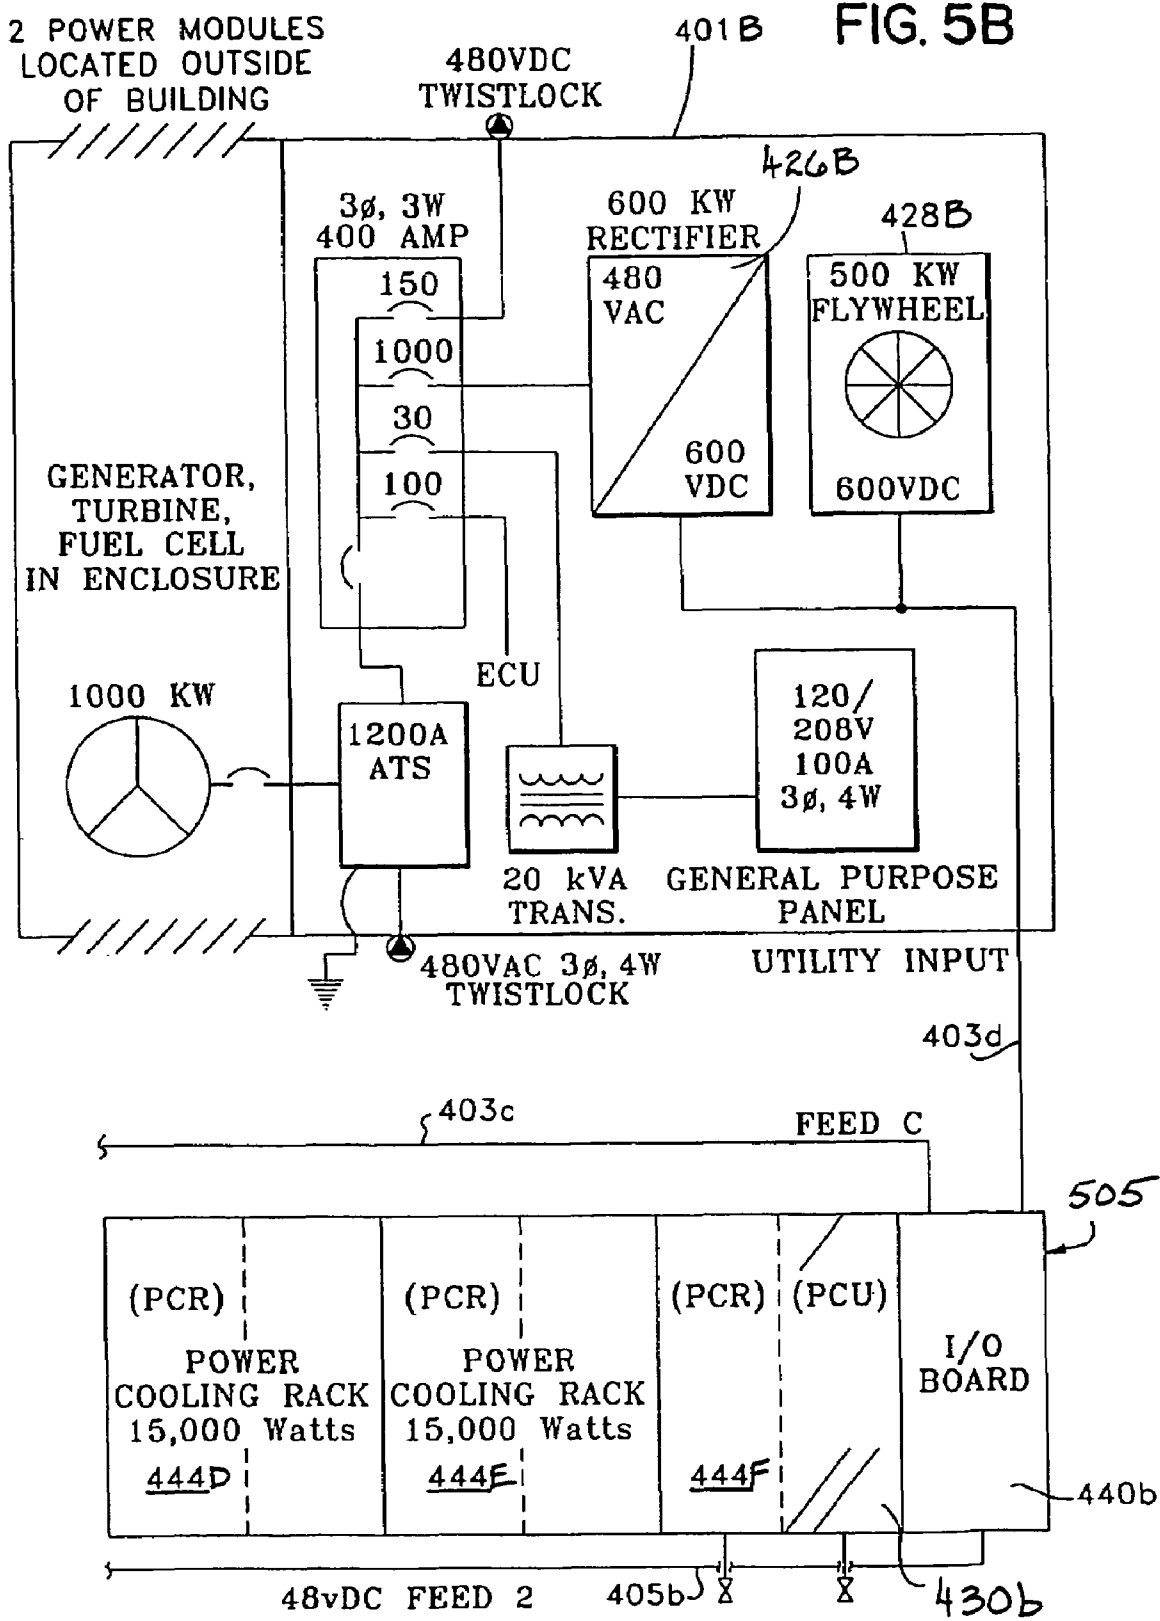 FIG. 5B
2 POWER MODULES
LOCATED OUTSIDE
OF BUILDING
480VDC
TWISTLOCK
401B
426B
3ø, 3W
400 AMP
600 KW
RECTIFIER
428B
150
1000
30
100
480
VAC
600
VDC
500 KW
FLYWHEEL
600VDC
GENERATOR,
TURBINE,
FUEL CELL
IN ENCLOSURE
ECU
1000 KW
1200A
ATS
120/
208V
100A
3ø, 4W
20 kVA
TRANS.
GENERAL PURPOSE
PANEL
480VAC 3ø, 4W
TWISTLOCK
UTILITY INPUT
403d
403c
FEED C
505
(PCR)
POWER
COOLING RACK
15,000 Watts
444D
(PCR)
POWER
COOLING RACK
15,000 Watts
444E
(PCR)
444F
(PCU)
I/O
BOARD
440b
48vDC FEED 2
405b
430b